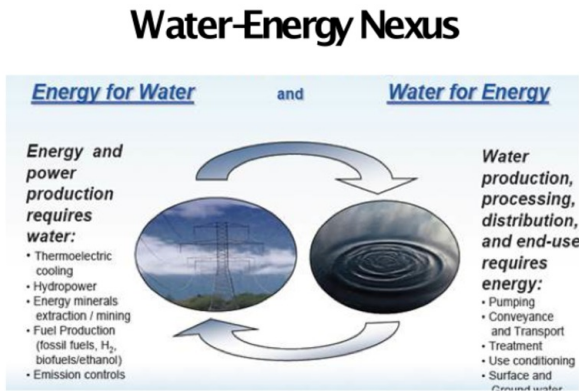 Water-Energy Nexus
Energy for Water and Water for Energy
Energy and
power
production
requires
water:
• Thermoelectric
cooling
• Hydropower
• Energy minerals
extraction / mining
• Fuel Production
(fossil fuels, H₂,
biofuels/ethanol)
• Emission controls
Water
production,
processing,
distribution,
and end-use
requires
energy:
• Pumping
• Conveyance
and Transport
• Treatment
• Use conditioning
• Surface and
Ground water